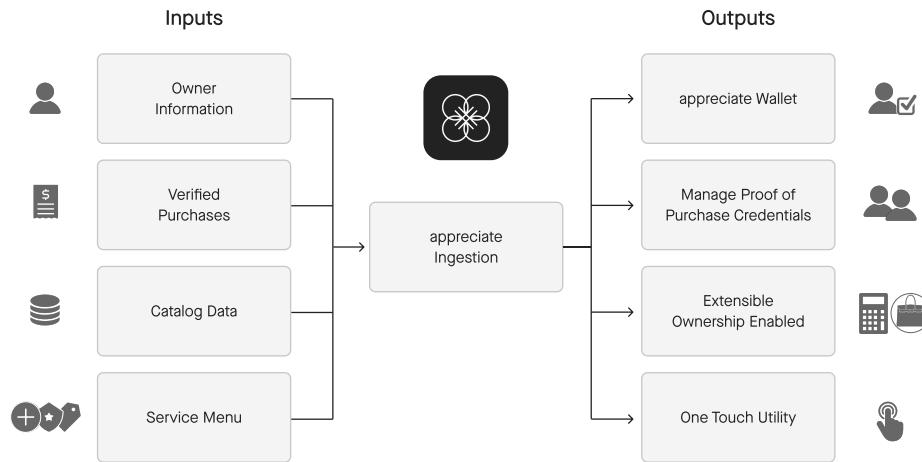 Inputs
Outputs
Owner
Information
Verified
Purchases
$
Catalog Data
Service Menu
appreciate
Ingestion
appreciate Wallet
Manage Proof of
Purchase Credentials
Extensible
Ownership Enabled
One Touch Utility